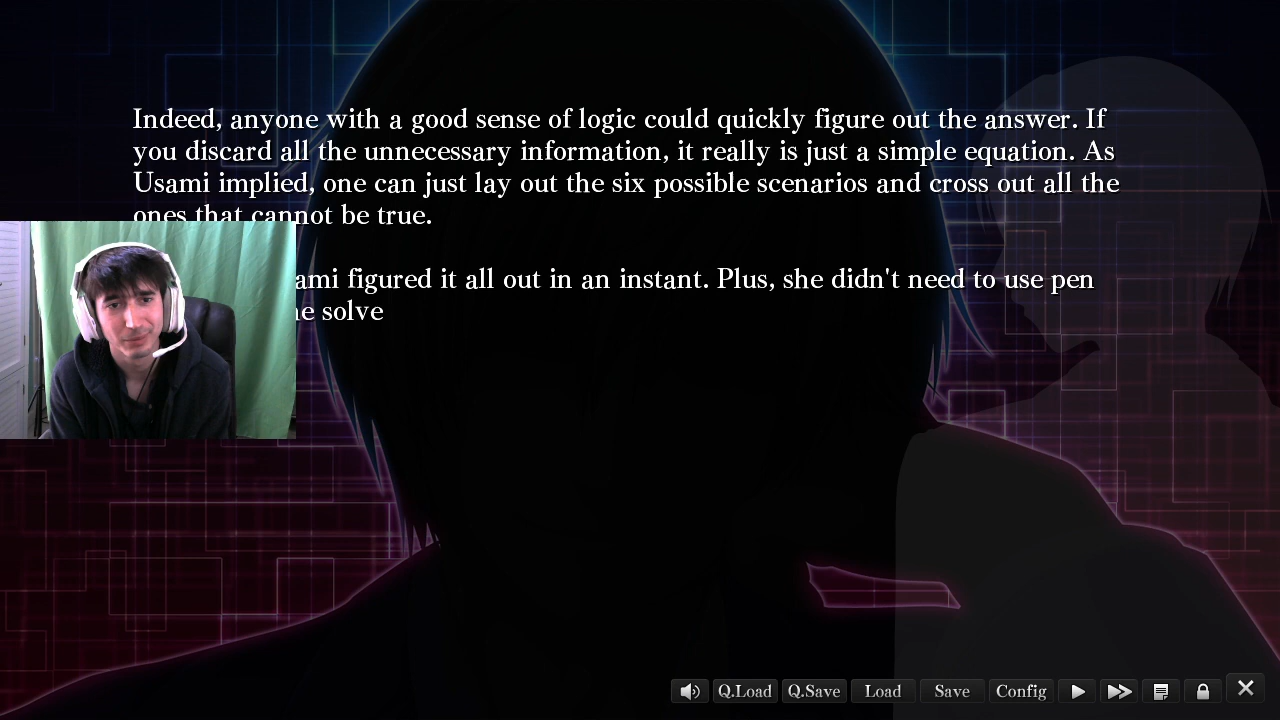 Indeed, anyone with a good sense of logic could quickly figure out the answer. If
you discard all the unnecessary information, it really is just a simple equation. As
Usami implied, one can just lay out the six possible scenarios and cross out all the
ones that cannot be true.
figured it all out in an instant. Plus, she didn't need to use pen
solve
Q.Load Q.Save Load Save Config